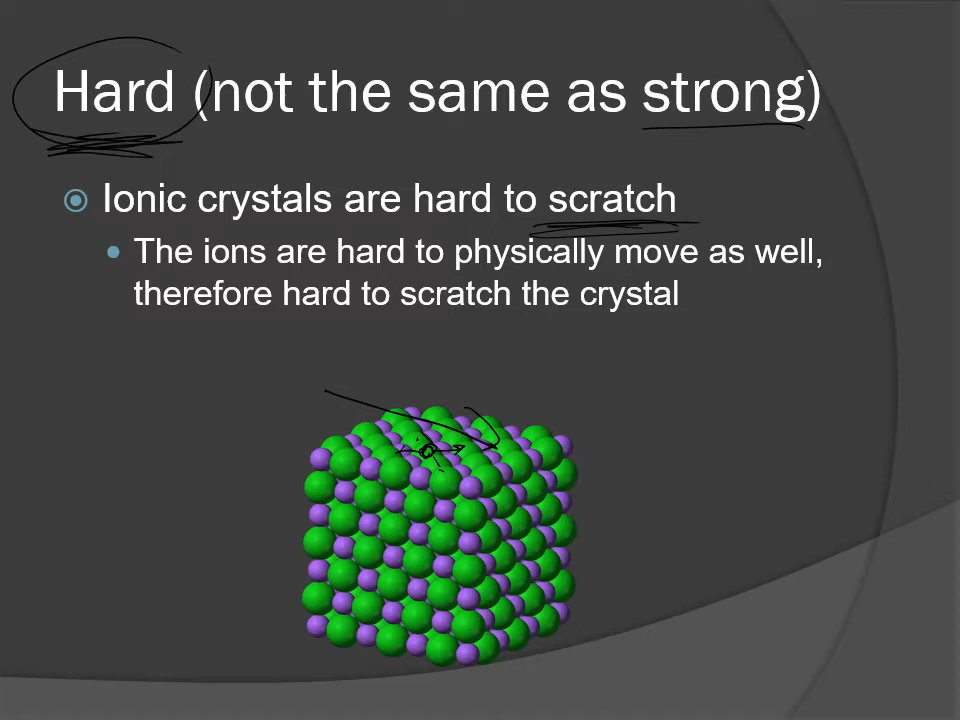 Hard (not the same as strong)
Ionic crystals are hard to scratch
The ions are hard to physically move as well,
therefore hard to scratch the crystal